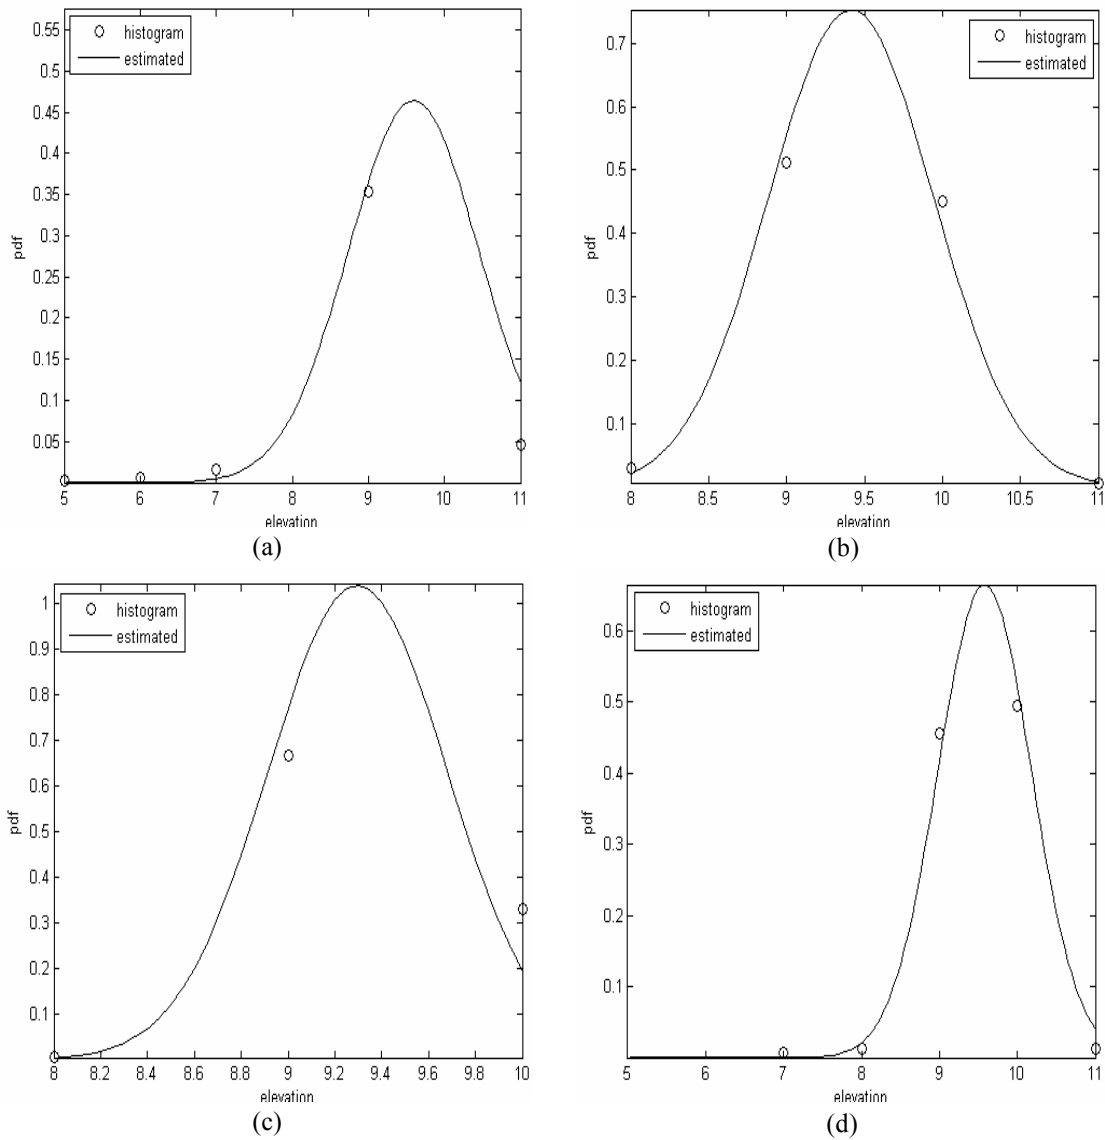 histogram
estimated
0.55
0.5
0.45
0.4
0.35
0.3
0.25
0.2
0.15
0.1
0.05
pdf
5 6 7 8 9 10 11
elevation
(a)
histogram
estimated
0.7
0.6
0.5
0.4
0.3
0.2
0.1
pdf
8 8.5 9 9.5 10 10.5 11
elevation
(b)
histogram
estimated
1
0.9
0.8
0.7
0.6
0.5
0.4
0.3
0.2
0.1
pdf
8 8.2 8.4 8.6 8.8 9 9.2 9.4 9.6 9.8 10
elevation
(c)
histogram
estimated
0.6
0.5
0.4
0.3
0.2
0.1
pdf
5 6 7 8 9 10 11
elevation
(d)